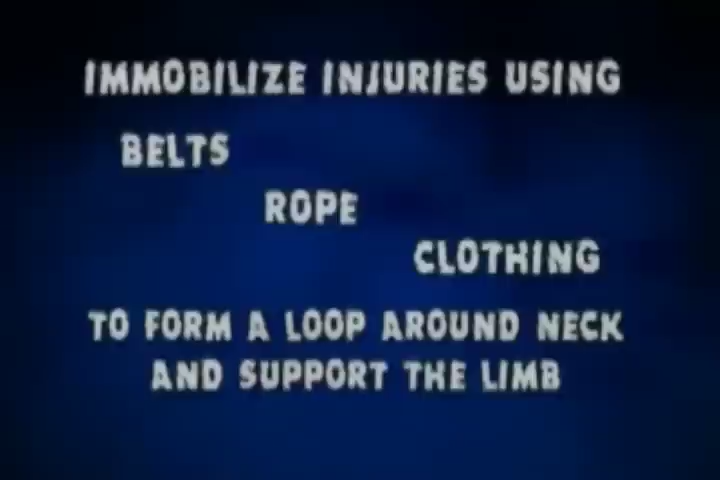 IMMOBILIZE INJURIES USING
BELTS
ROPE
CLOTHING
TO FORM A LOOP AROUND NECK
AND SUPPORT THE LIMB